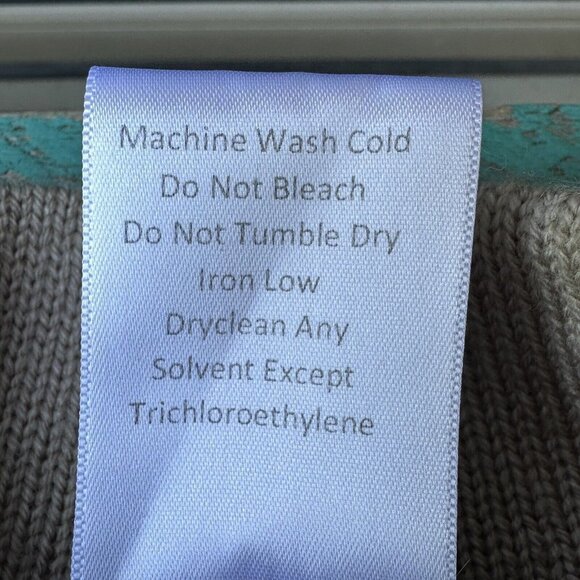 Machine Wash Cold
Do Not Bleach
Do Not Tumble Dry
Iron Low
Dryclean Any
Solvent Except
Trichloroethylene